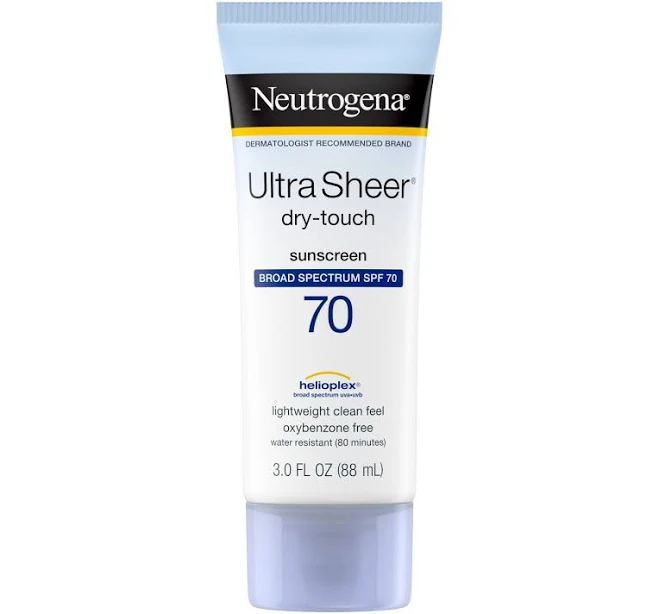 Neutrogena®
DERMATOLOGIST RECOMMENDED BRAND
Ultra Sheer®
dry-touch
sunscreen
BROAD SPECTRUM SPF 70
70
helioplex®
broad spectrum uva•uvb
lightweight clean feel
oxybenzone free
water resistant (80 minutes)
3.0 FL OZ (88 mL)